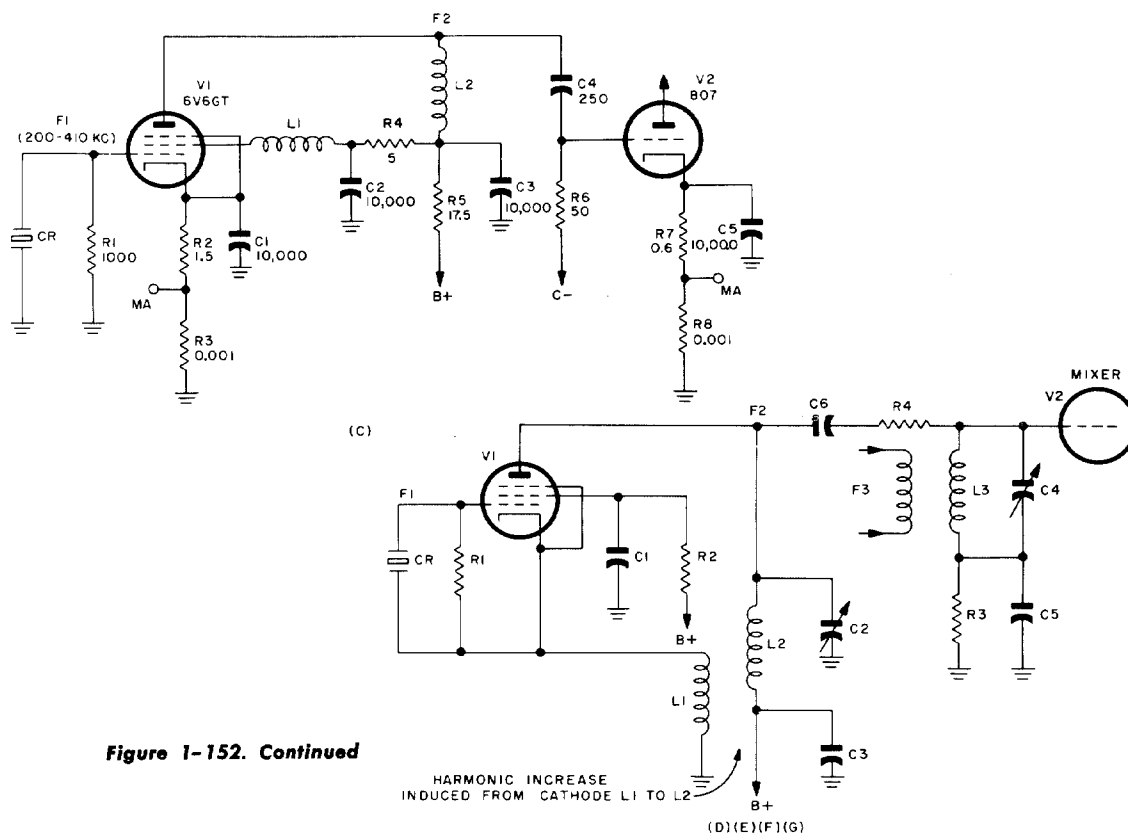 F2
V1
6V6GT
F1
(200-410 KC)
L1
R4
5
L2
C4
250
V2
807
CR
R1
1000
R2
1.5
C1
10,000
C2
10,000
R5
17.5
C3
10,000
R6
50
R7
0.6
C5
10,000
MA
B+
C-
MA
R3
0.001
R8
0.001
(C)
F2
C6
R4
V2
MIXER
V1
F1
CR
R1
C1
R2
B+
F3
L3
C4
R3
C5
L2
C2
L1
C3
Figure 1-152. Continued
HARMONIC INCREASE
INDUCED FROM CATHODE L1 TO L2
B+
(D)(E)(F)(G)